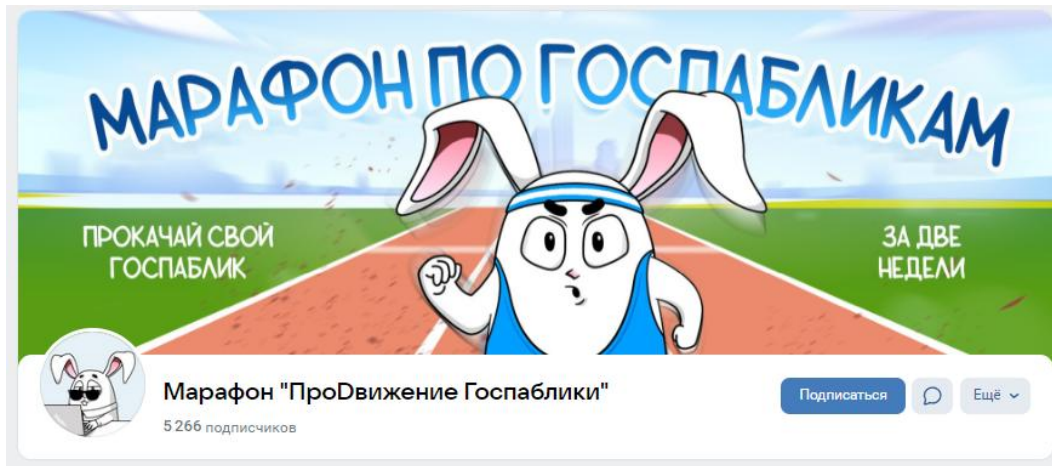 МАРАФОН ПО ГОСПАБЛИКАМ
ПРОКАЧАЙ СВОЙ
ГОСПАБЛИК
ЗА ДВЕ
НЕДЕЛИ
Марафон "ПроDвижение Госпаблики"
5 266 подписчиков
Подписаться
Ещё